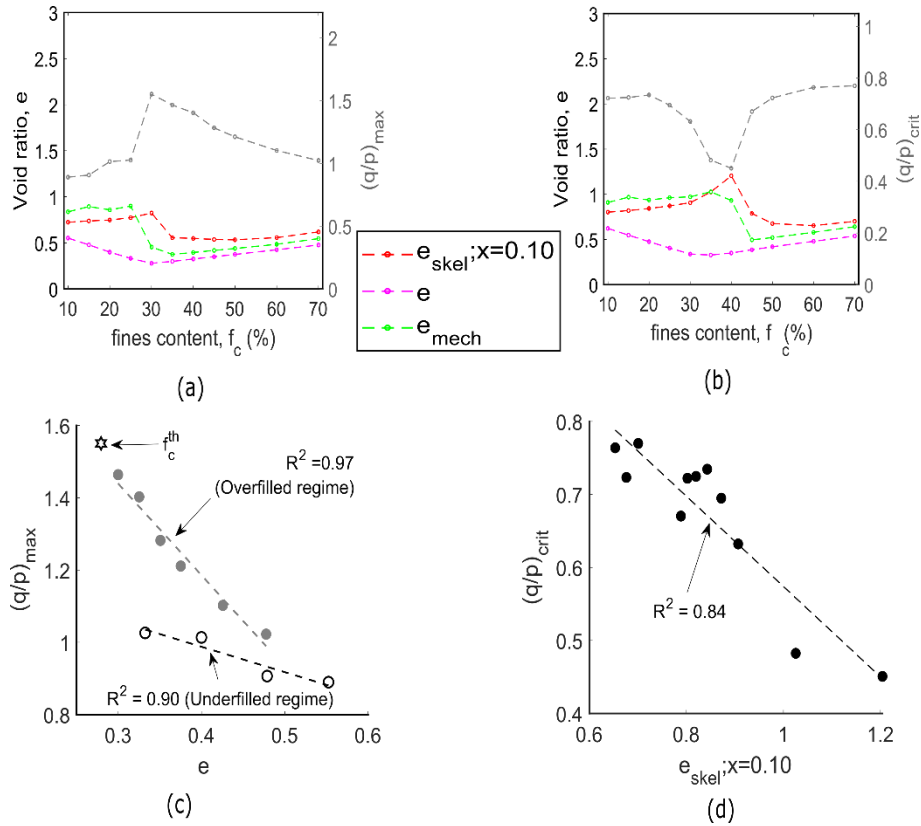 3
2.5
2
1.5
1
0.5
0
Void ratio, e
2
1.5
1
0.5
0
(q/p)max
10 20 30 40 50 60 70
fines content, f_c (%)
(a)
3
2.5
2
1.5
1
0.5
0
Void ratio, e
1
0.8
0.6
0.4
0.2
0
(q/p)crit
10 20 30 40 50 60 70
fines content, f_c (%)
(b)
e_skel;x=0.10
e
e_mech
1.6
1.4
1.2
1
0.8
(q/p)max
f_c^th
R^2 =0.97
(Overfilled regime)
R^2 =0.90 (Underfilled regime)
0.3 0.4 0.5 0.6
e
(c)
0.8
0.7
0.6
0.5
0.4
(q/p)crit
R^2 = 0.84
0.6 0.8 1 1.2
e_skel;x=0.10
(d)